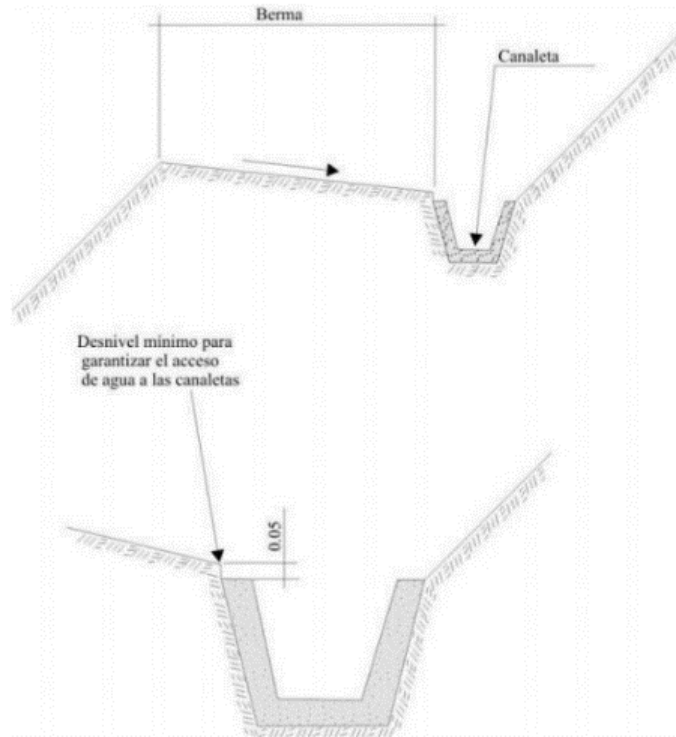 Berma
Canaleta
Desnivel mínimo para
garantizar el acceso
de agua a las canaletas
0.05